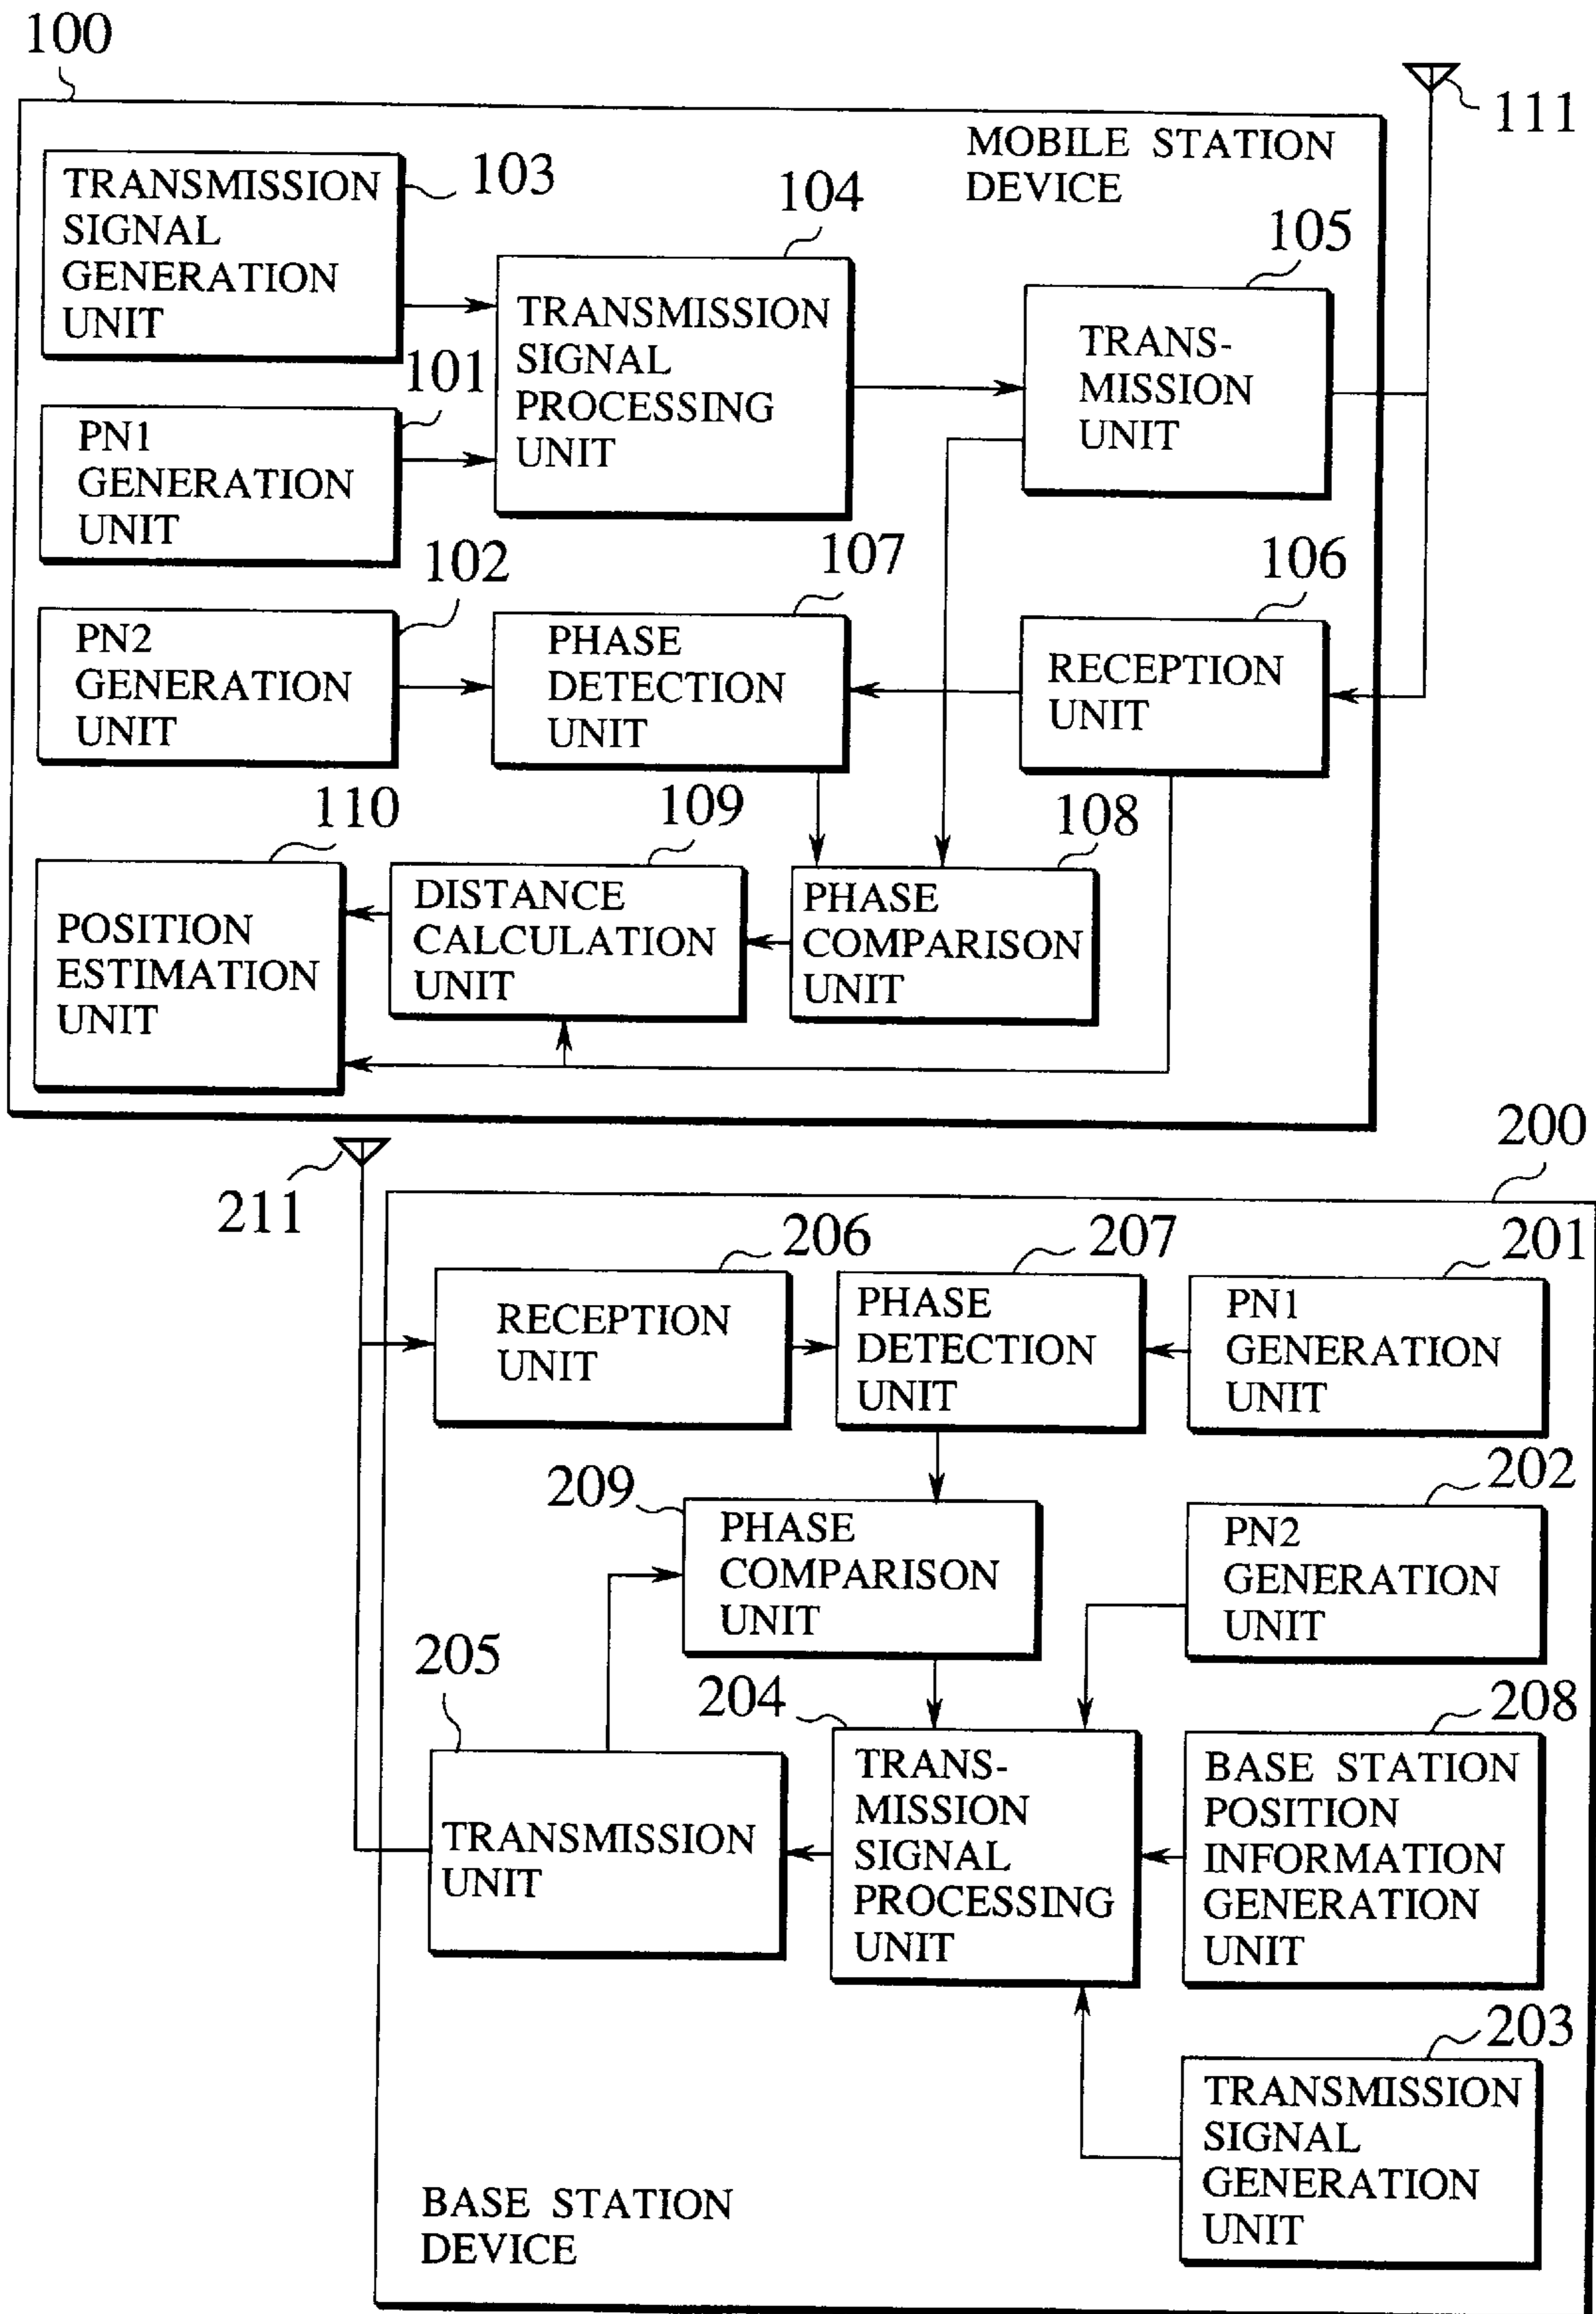 100
111
MOBILE STATION
DEVICE
TRANSMISSION
SIGNAL
GENERATION
UNIT
103
104
105
TRANSMISSION
SIGNAL
PROCESSING
UNIT
TRANS-
MISSION
UNIT
101
PN1
GENERATION
UNIT
102
107
106
PN2
GENERATION
UNIT
PHASE
DETECTION
UNIT
RECEPTION
UNIT
110
109
108
POSITION
ESTIMATION
UNIT
DISTANCE
CALCULATION
UNIT
PHASE
COMPARISON
UNIT
200
211
206
207
201
RECEPTION
UNIT
PHASE
DETECTION
UNIT
PN1
GENERATION
UNIT
209
202
PHASE
COMPARISON
UNIT
PN2
GENERATION
UNIT
205
204
208
TRANSMISSION
UNIT
TRANS-
MISSION
SIGNAL
PROCESSING
UNIT
BASE STATION
POSITION
INFORMATION
GENERATION
UNIT
203
TRANSMISSION
SIGNAL
GENERATION
UNIT
BASE STATION
DEVICE